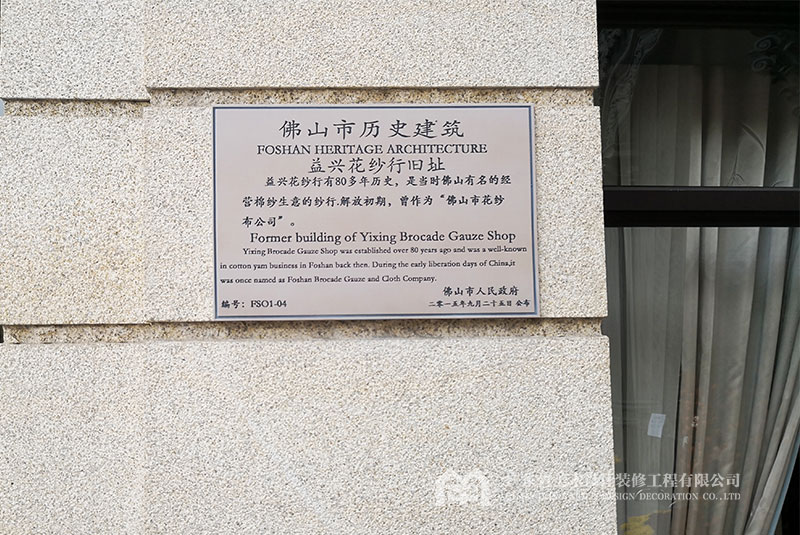 佛山市历史建筑
FOSHAN HERITAGE ARCHITECTURE
益兴花纱行旧址
益兴花纱行有80多年历史，是当时佛山有名的经
营棉纱生意的纱行.解放初期，曾作为“佛山市花纱
布公司”。
Former building of Yixing Brocade Gauze Shop
Yixing Brocade Gauze Shop was established over 80 years ago and was a well-known
in cotton yam business in Foshan back then. During the early liberation days of China,it
was once named as Foshan Brocade Gauze and Cloth Company.
佛山市人民政府
编号：FSO1-04
二零一五年九月二十五日 公布
装修工程有限公司
DESIGN DECORATION CO.,LTD